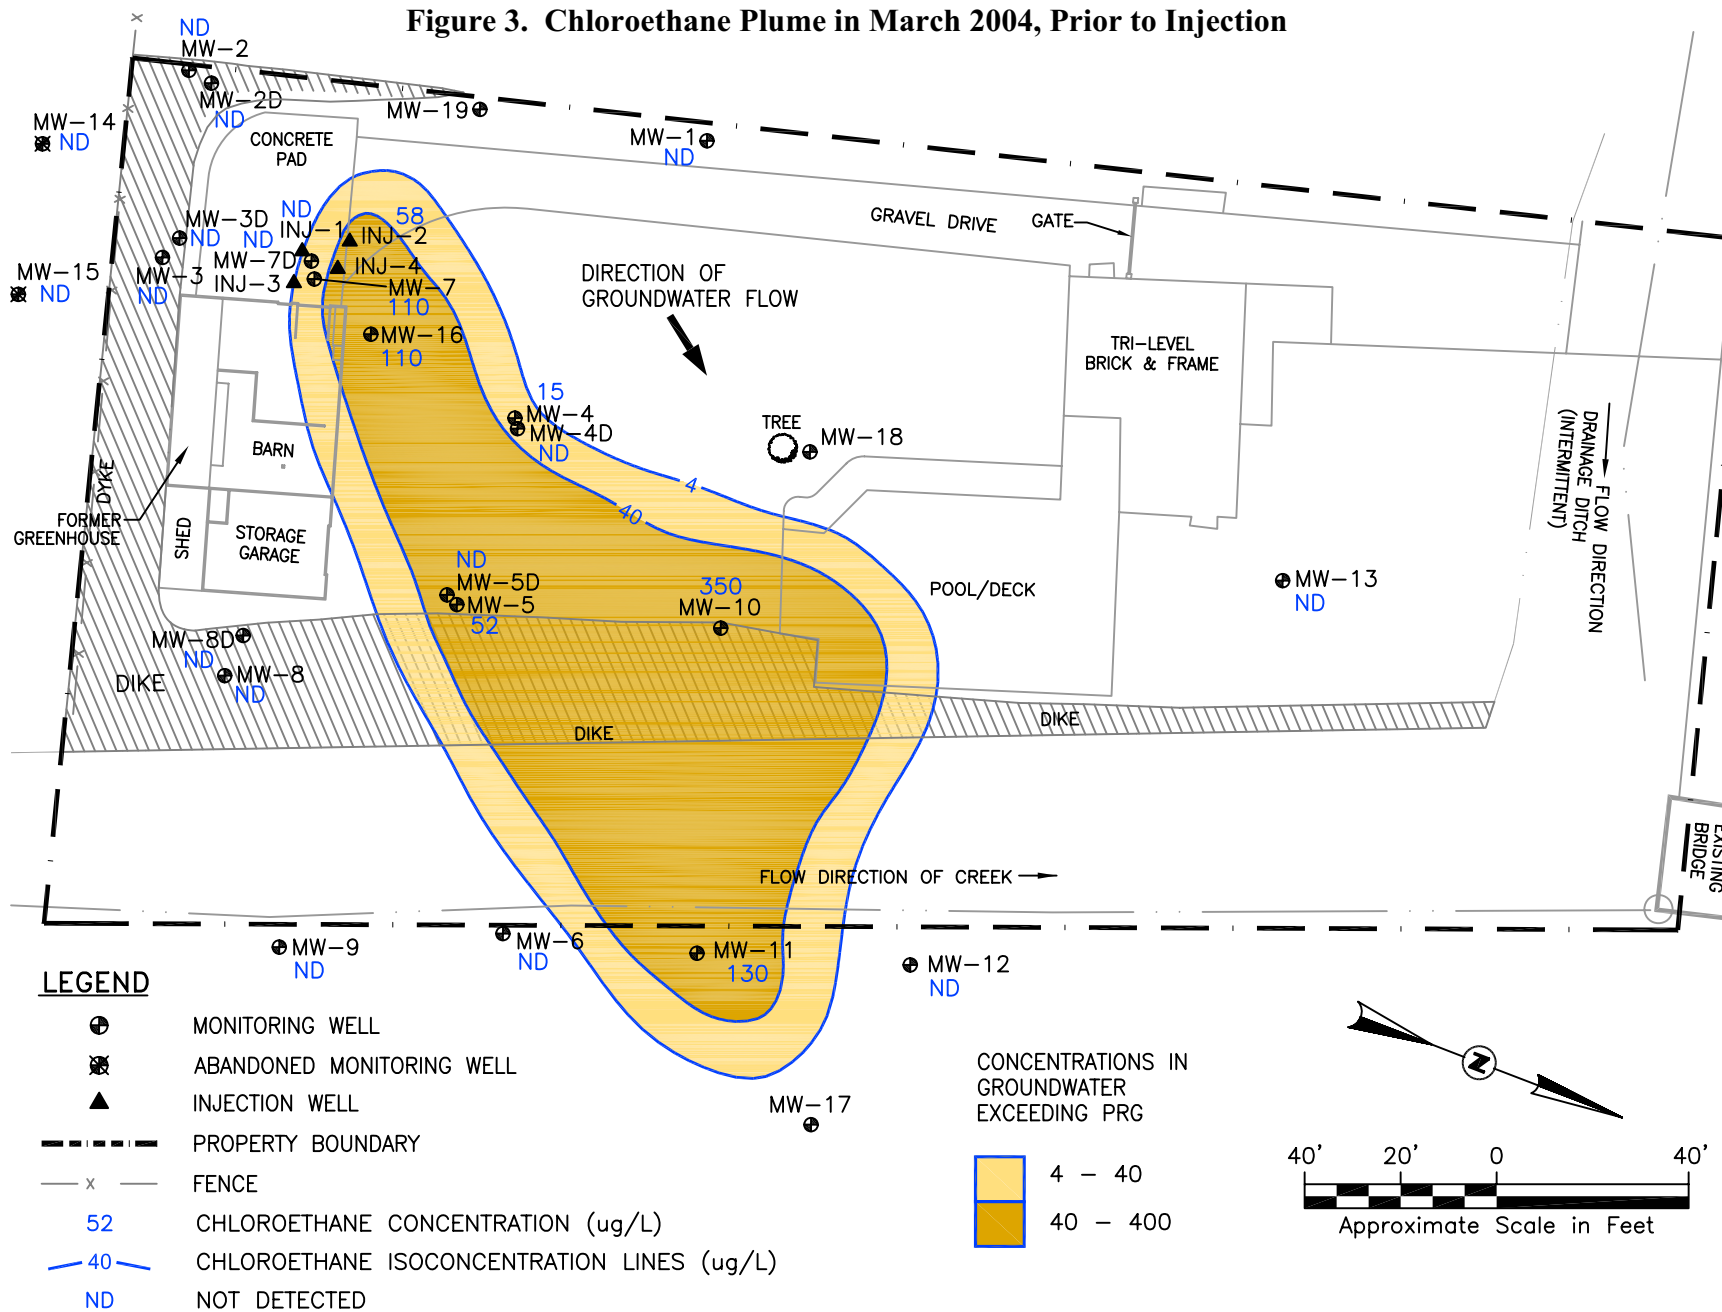 Figure 3. Chloroethane Plume in March 2004, Prior to Injection
ND
MW-2
MW-2D
ND
MW-19
MW-1
ND
MW-14
ND
CONCRETE
PAD
MW-3D
ND
MW-3
ND
MW-15
ND
ND
INJ-1
ND
MW-7D
INJ-3
58
INJ-2
INJ-4
MW-7
110
MW-16
110
GRAVEL DRIVE
GATE
DIRECTION OF
GROUNDWATER FLOW
TRI-LEVEL
BRICK & FRAME
15
MW-4
MW-4D
ND
TREE
MW-18
4
40
DYKE
BARN
FORMER
GREENHOUSE
SHED
STORAGE
GARAGE
FLOW DIRECTION
DRAINAGE DITCH
(INTERMITTENT)
ND
MW-5D
MW-5
52
350
MW-10
POOL/DECK
MW-13
ND
MW-8D
ND
MW-8
ND
DIKE
DIKE
DIKE
EXISTING
BRIDGE
FLOW DIRECTION OF CREEK
MW-9
ND
MW-6
ND
MW-11
130
MW-12
ND
MW-17
LEGEND
MONITORING WELL
ABANDONED MONITORING WELL
INJECTION WELL
PROPERTY BOUNDARY
x FENCE
52 CHLOROETHANE CONCENTRATION (ug/L)
40 CHLOROETHANE ISOCONCENTRATION LINES (ug/L)
ND NOT DETECTED
CONCENTRATIONS IN
GROUNDWATER
EXCEEDING PRG
4 - 40
40 - 400
Z
40' 20' 0 40'
Approximate Scale in Feet